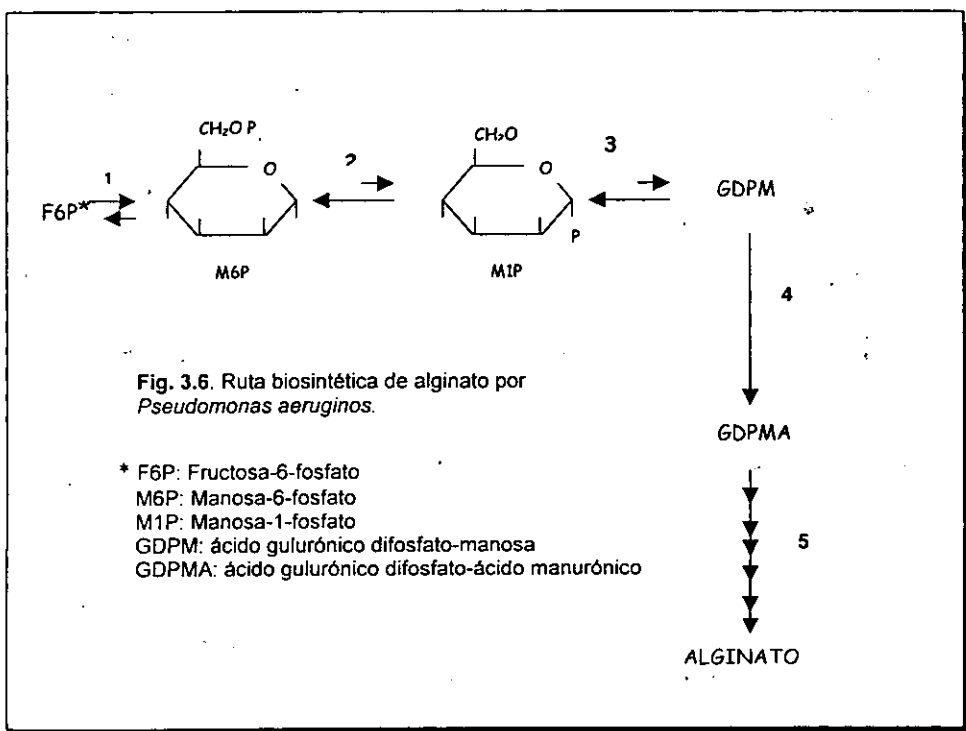 CH₂O P
CH₂O
O
O
1
2
3
F6P*
GDPM
P
M6P
M1P
4
Fig. 3.6. Ruta biosintética de alginato por
Pseudomonas aeruginos.
GDPMA
* F6P: Fructosa-6-fosfato
M6P: Manosa-6-fosfato
M1P: Manosa-1-fosfato
GDPM: ácido gulurónico difosfato-manosa
GDPMA: ácido gulurónico difosfato-ácido manurónico
5
ALGINATO